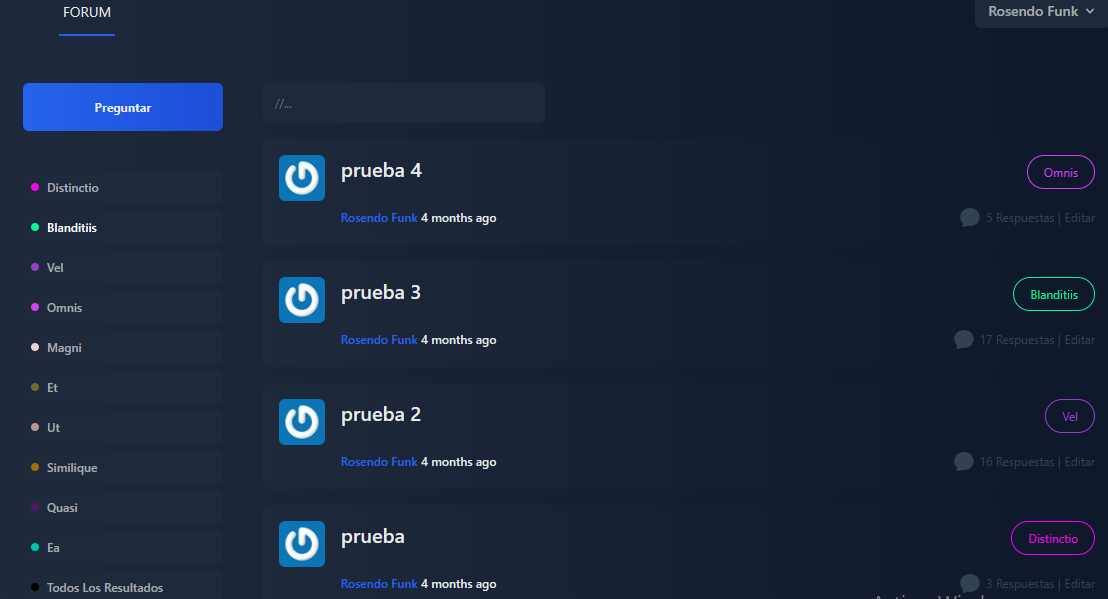 FORUM
Rosendo Funk
Preguntar
//...
Distinctio
Blanditiis
Vel
Omnis
Magni
Et
Ut
Similique
Quasi
Ea
Todos Los Resultados
prueba 4
Omnis
Rosendo Funk 4 months ago
5 Respuestas | Editar
prueba 3
Blanditiis
Rosendo Funk 4 months ago
17 Respuestas | Editar
prueba 2
Vel
Rosendo Funk 4 months ago
16 Respuestas | Editar
prueba
Distinctio
Rosendo Funk 4 months ago
3 Respuestas | Editar